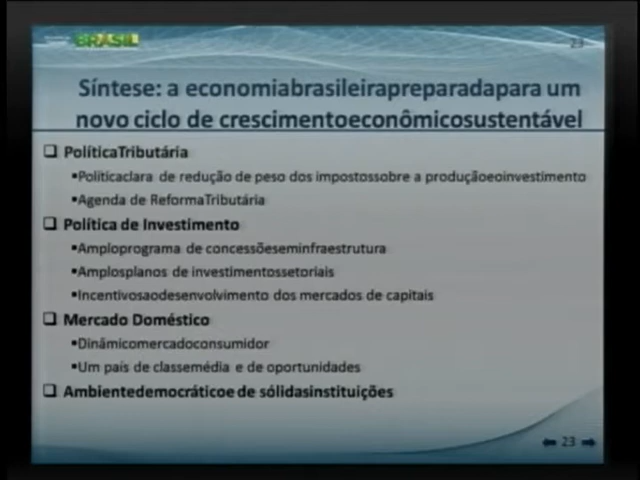 BRASIL
23
Síntese: a economiabrasileirapreparadapara um
novo ciclo de crescimentoeconômicosustentável
❑ PolíticaTributária
▪Políticaclara de redução de peso dos impostossobre a produçãoeoinvestimento
▪Agenda de ReformaTributária
❑ Política de Investimento
▪Amploprograma de concessõeseminfraestrutura
▪Amplosplanos de investimentossetoriais
▪Incentivosaodesenvolvimento dos mercados de capitais
❑ Mercado Doméstico
▪Dinâmicomercadoconsumidor
▪Um país de classemédia e de oportunidades
❑ Ambientedemocráticoe de sólidasinstituições
23